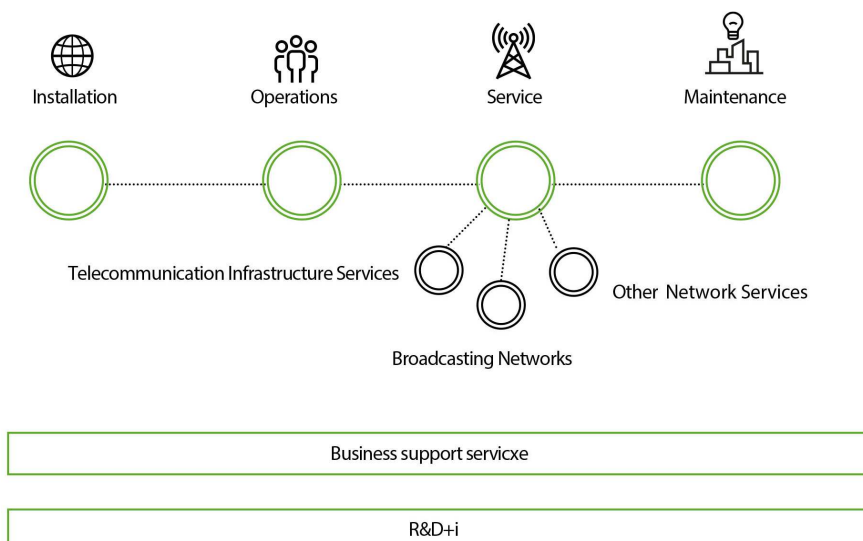 Installation
Operations
Service
Maintenance
Telecommunication Infrastructure Services
Other Network Services
Broadcasting Networks
Business support servicxe
R&D+i